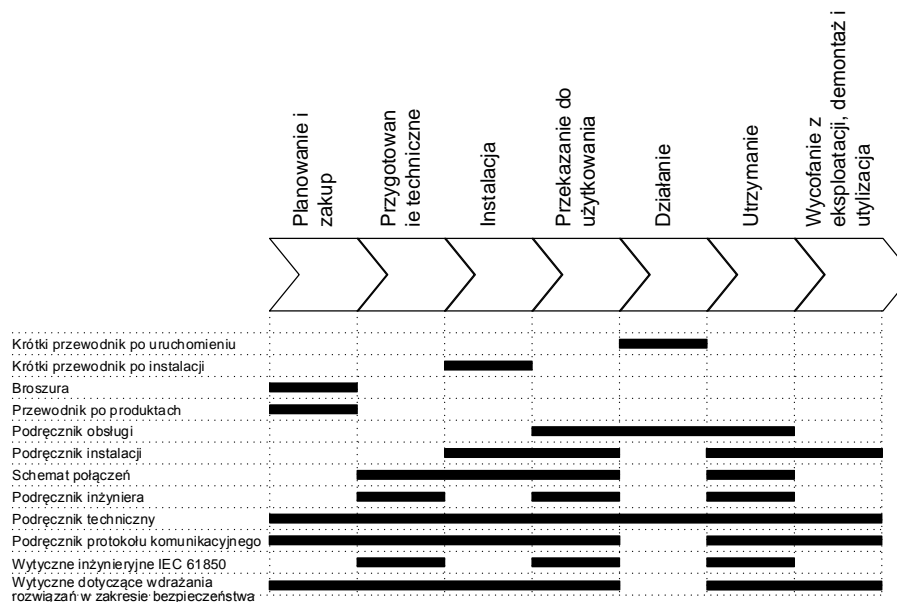 Planowanie i
zakup
Przygotowan
ie techniczne
Instalacja
Przekazanie do
użytkowania
Działanie
Utrzymanie
Wycofanie z
eksploatacji, demontaż i
utylizacja
Krótki przewodnik po uruchomieniu
Krótki przewodnik po instalacji
Broszura
Przewodnik po produktach
Podręcznik obsługi
Podręcznik instalacji
Schemat połączeń
Podręcznik inżyniera
Podręcznik techniczny
Podręcznik protokołu komunikacyjnego
Wytyczne inżynieryjne IEC 61850
Wytyczne dotyczące wdrażania
rozwiązań w zakresie bezpieczeństwa